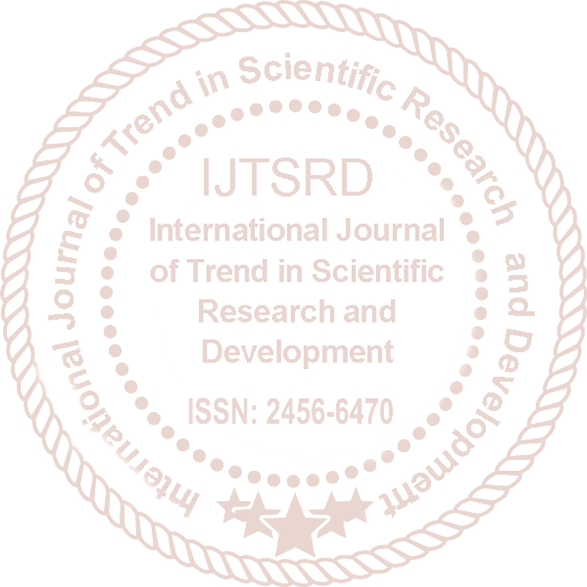 International Journal of Trend in Scientific Research and Development
IJTSRD
International Journal
of Trend in Scientific
Research and
Development
ISSN: 2456-6470